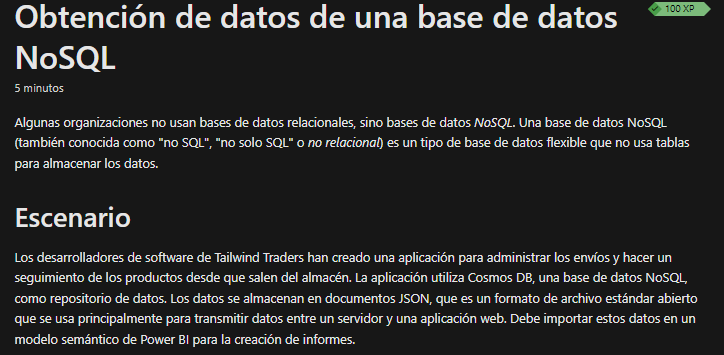 Obtención de datos de una base de datos
NoSQL
100 XP
5 minutos
Algunas organizaciones no usan bases de datos relacionales, sino bases de datos NoSQL. Una base de datos NoSQL
(también conocida como "no SQL", "no solo SQL" o no relacional) es un tipo de base de datos flexible que no usa tablas
para almacenar los datos.
Escenario
Los desarrolladores de software de Tailwind Traders han creado una aplicación para administrar los envíos y hacer un
seguimiento de los productos desde que salen del almacén. La aplicación utiliza Cosmos DB, una base de datos NoSQL,
como repositorio de datos. Los datos se almacenan en documentos JSON, que es un formato de archivo estándar abierto
que se usa principalmente para transmitir datos entre un servidor y una aplicación web. Debe importar estos datos en un
modelo semántico de Power BI para la creación de informes.